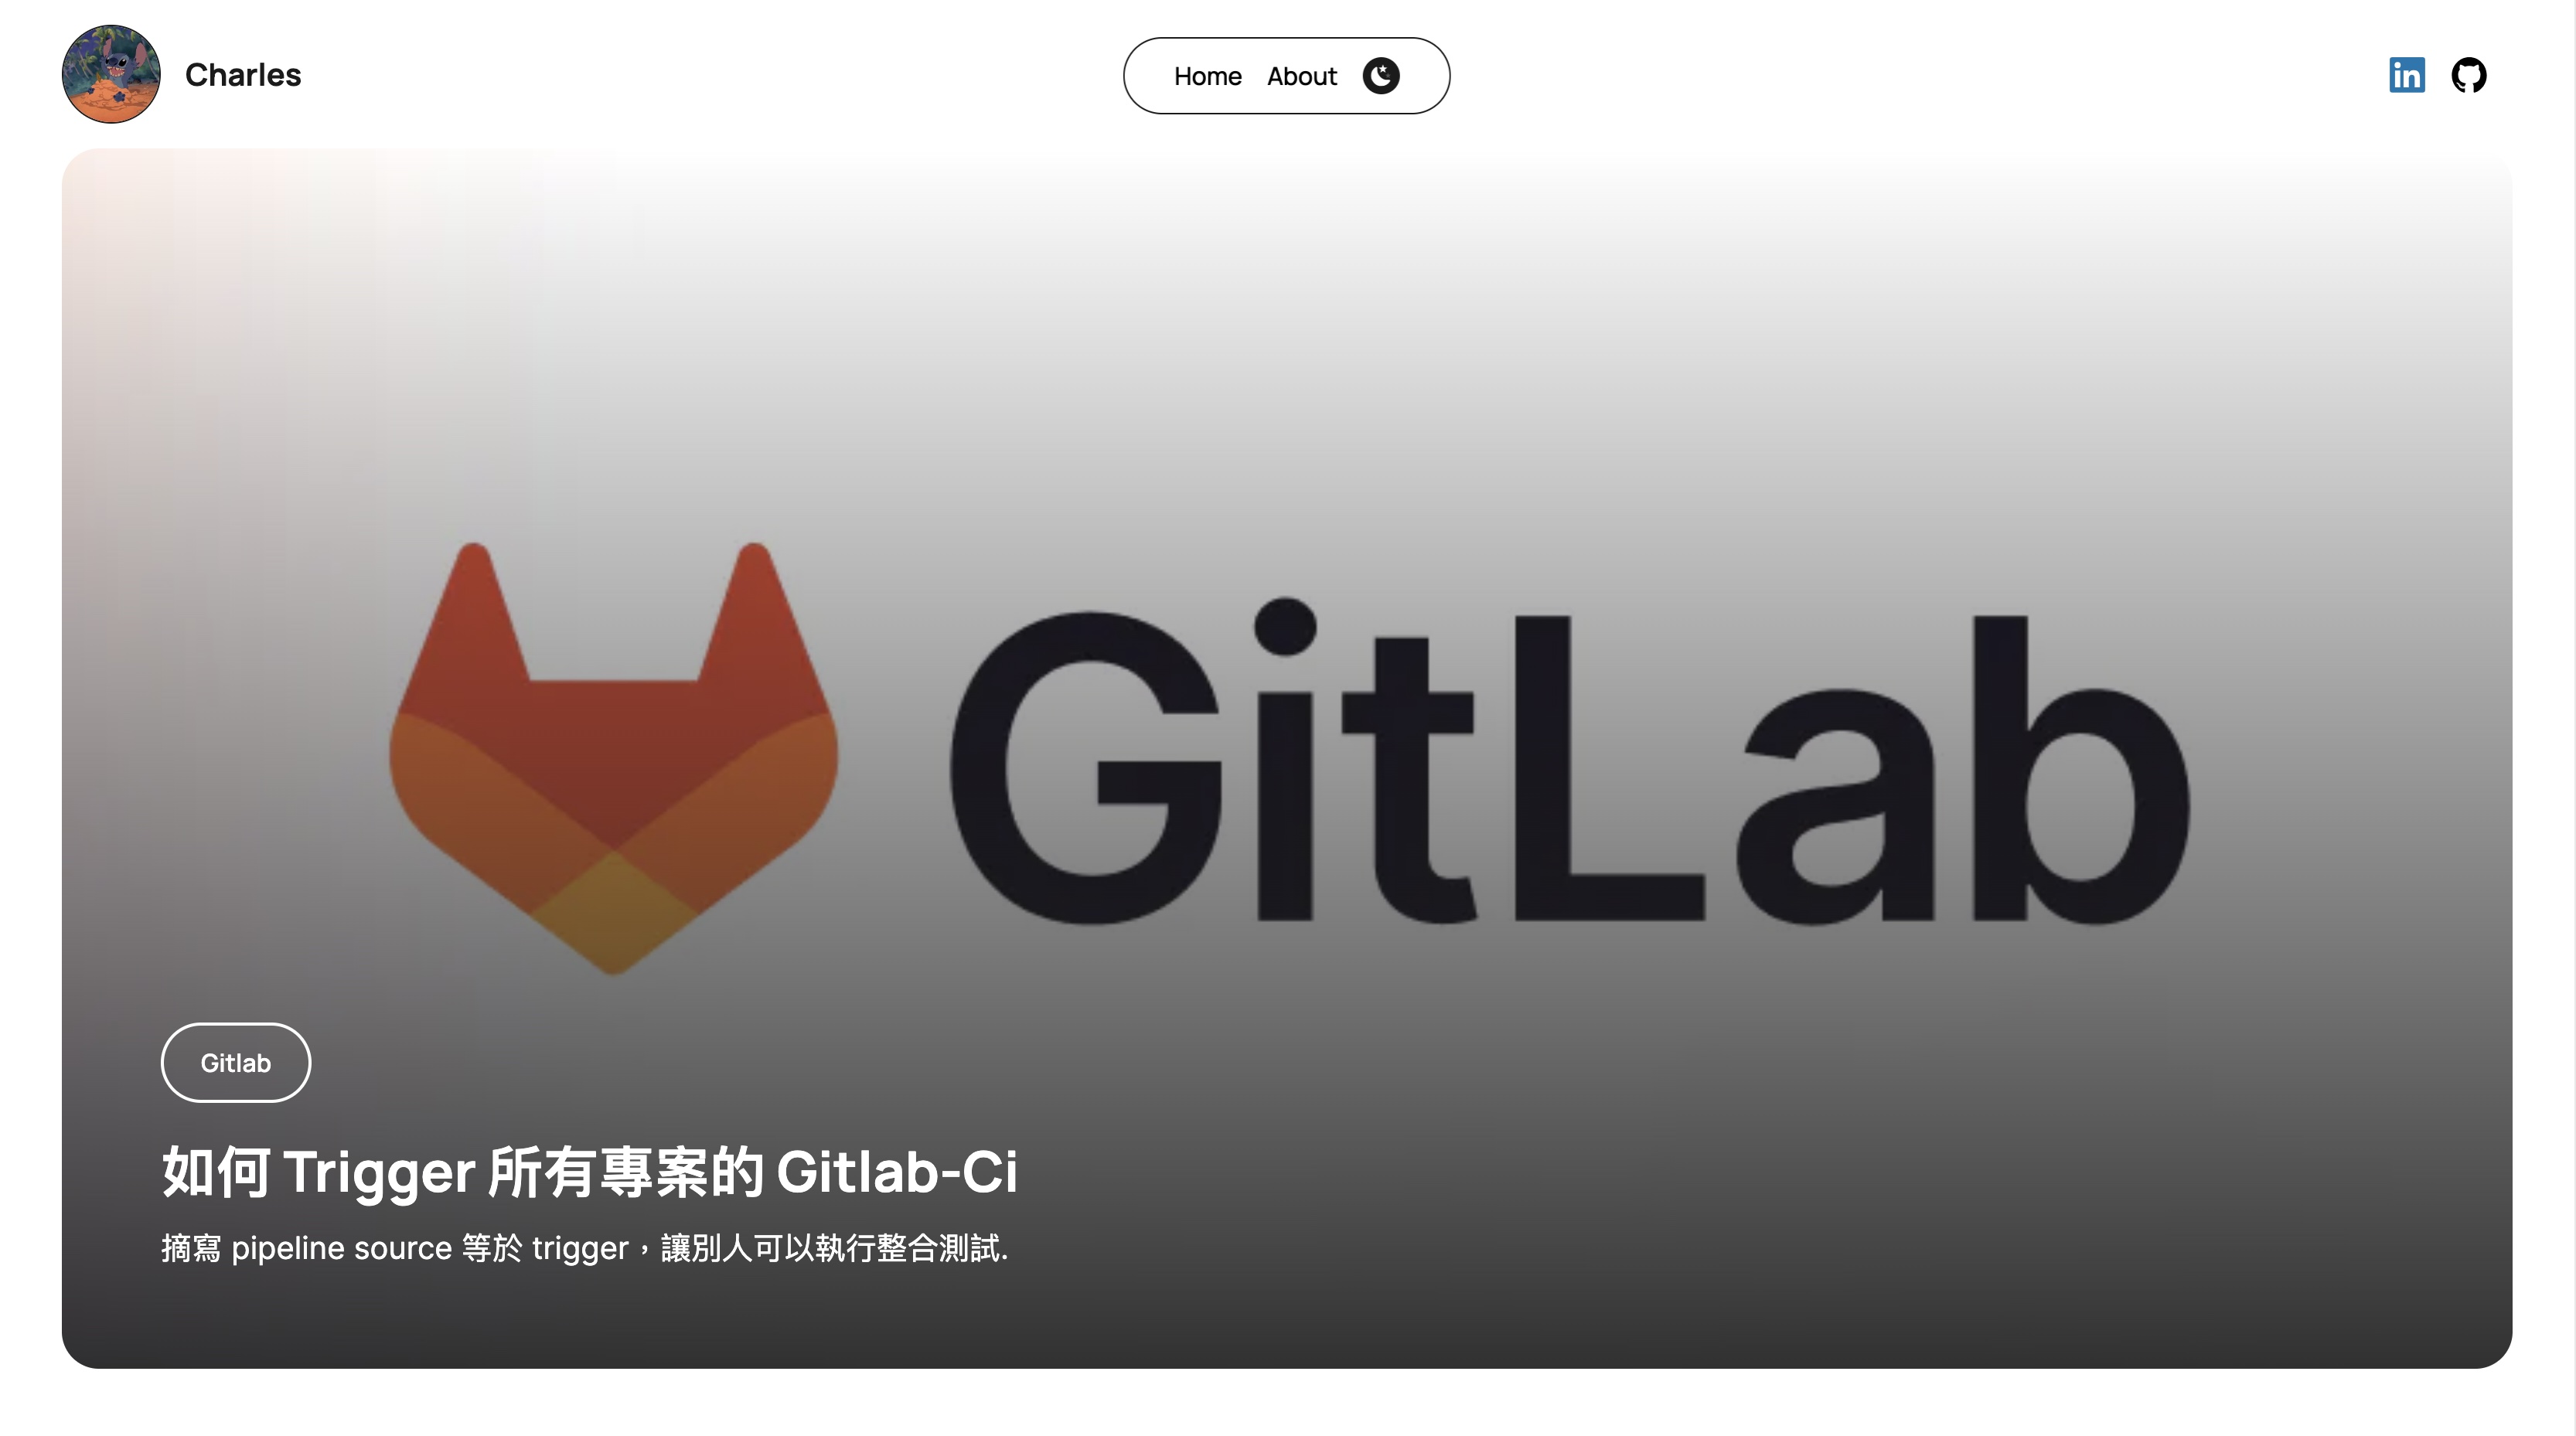 Charles
Home About
in
GitLab
Gitlab
如何 Trigger 所有專案的 Gitlab-Ci
摘寫 pipeline source 等於 trigger，讓別人可以執行整合測試.